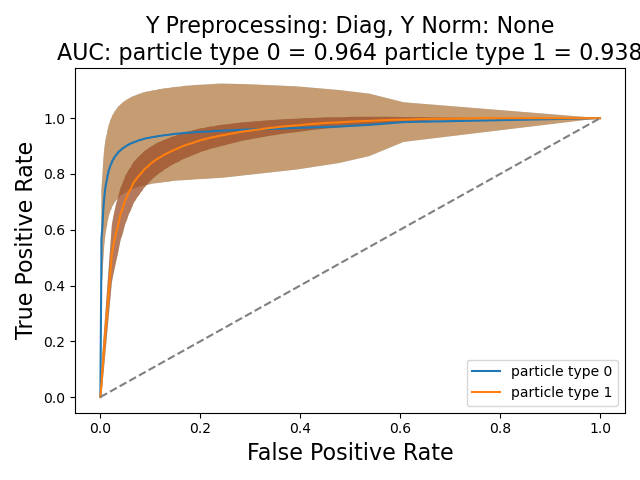 Y Preprocessing: Diag, Y Norm: None
AUC: particle type 0 = 0.964 particle type 1 = 0.938
True Positive Rate
1.0
0.8
0.6
0.4
0.2
0.0
particle type 0
particle type 1
0.0 0.2 0.4 0.6 0.8 1.0
False Positive Rate